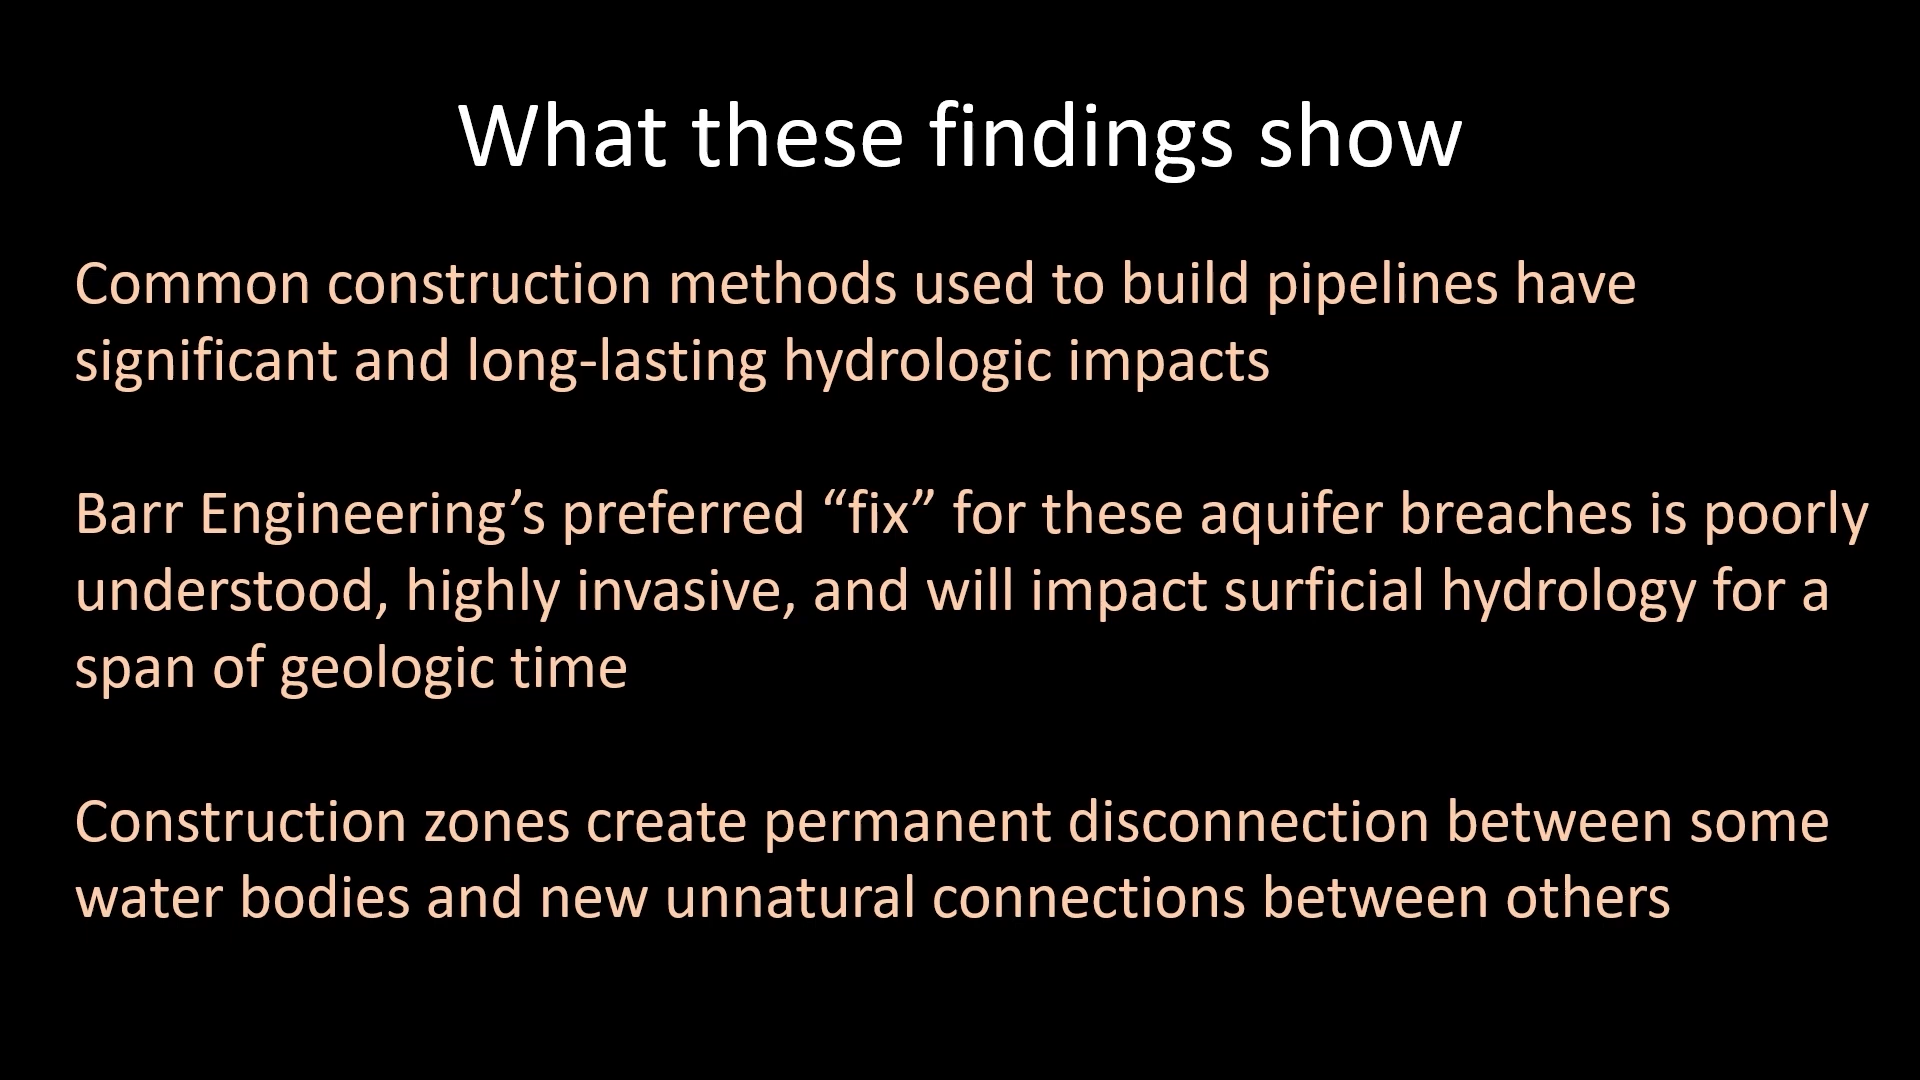 What these findings show
Common construction methods used to build pipelines have
significant and long-lasting hydrologic impacts
Barr Engineering’s preferred “fix” for these aquifer breaches is poorly
understood, highly invasive, and will impact surficial hydrology for a
span of geologic time
Construction zones create permanent disconnection between some
water bodies and new unnatural connections between others